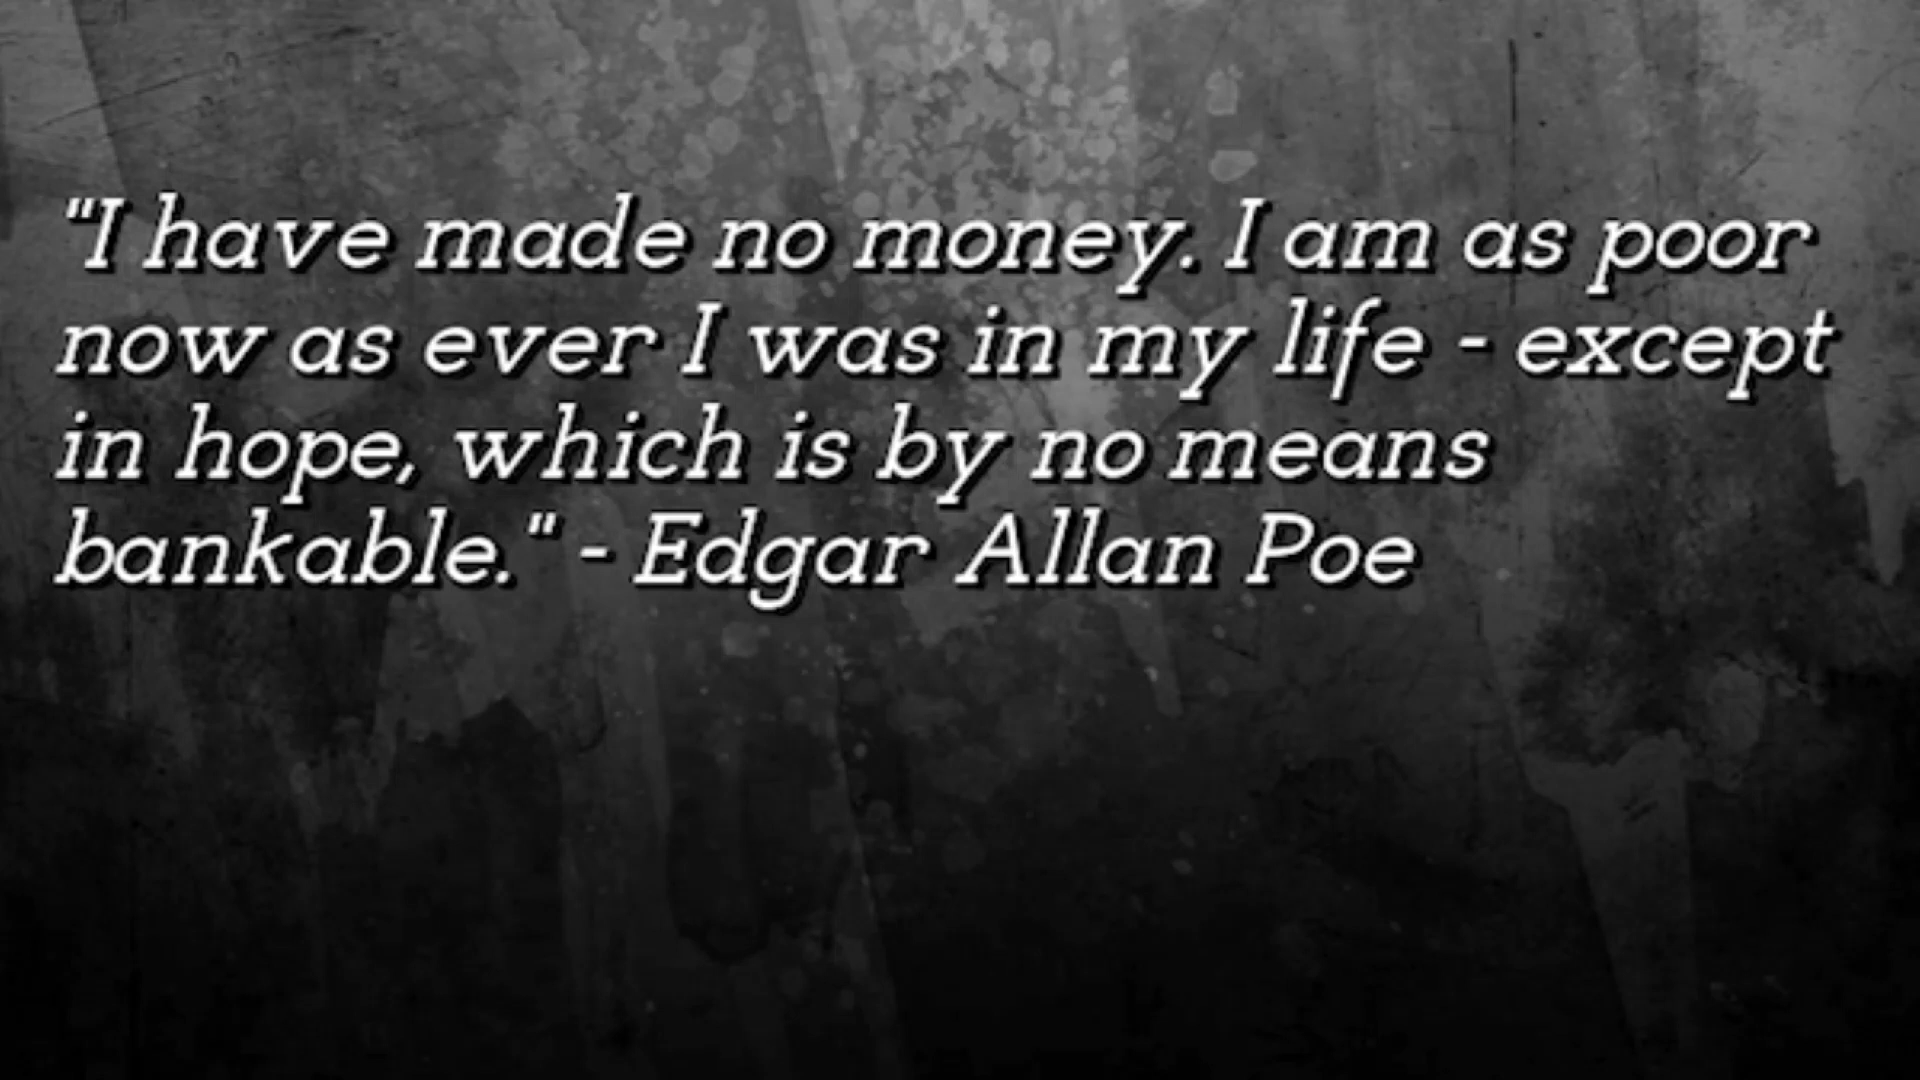 "I have made no money. I am as poor
now as ever I was in my life - except
in hope, which is by no means
bankable." - Edgar Allan Poe